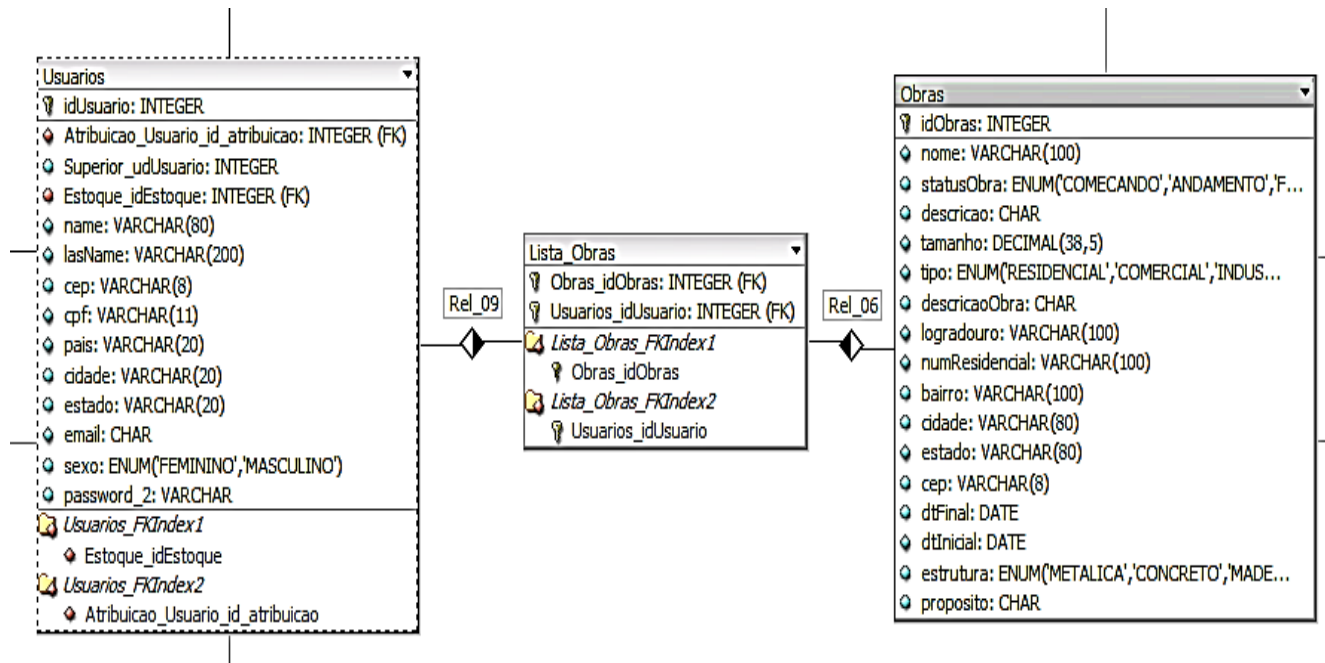 Usuarios
idUsuario: INTEGER
Atribuicao_Usuario_id_atribuicao: INTEGER (FK)
Superior_udUsuario: INTEGER
Estoque_idEstoque: INTEGER (FK)
name: VARCHAR(80)
lasName: VARCHAR(200)
cep: VARCHAR(8)
cpf: VARCHAR(11)
pais: VARCHAR(20)
cidade: VARCHAR(20)
estado: VARCHAR(20)
email: CHAR
sexo: ENUM('FEMININO','MASCULINO')
password_2: VARCHAR
Usuarios_FKIndex1
Estoque_idEstoque
Usuarios_FKIndex2
Atribuicao_Usuario_id_atribuicao
Rel_09
Lista_Obras
Obras_idObras: INTEGER (FK)
Usuarios_idUsuario: INTEGER (FK)
Lista_Obras_FKIndex1
Obras_idObras
Lista_Obras_FKIndex2
Usuarios_idUsuario
Rel_06
Obras
idObras: INTEGER
nome: VARCHAR(100)
statusObra: ENUM('COMECANDO','ANDAMENTO','F...
descricao: CHAR
tamanho: DECIMAL(38,5)
tipo: ENUM('RESIDENCIAL','COMERCIAL','INDUS...
descricaoObra: CHAR
logradouro: VARCHAR(100)
numResidencial: VARCHAR(100)
bairro: VARCHAR(100)
cidade: VARCHAR(80)
estado: VARCHAR(80)
cep: VARCHAR(8)
dtFinal: DATE
dtInicial: DATE
estrutura: ENUM('METALICA','CONCRETO','MADE...
proposito: CHAR